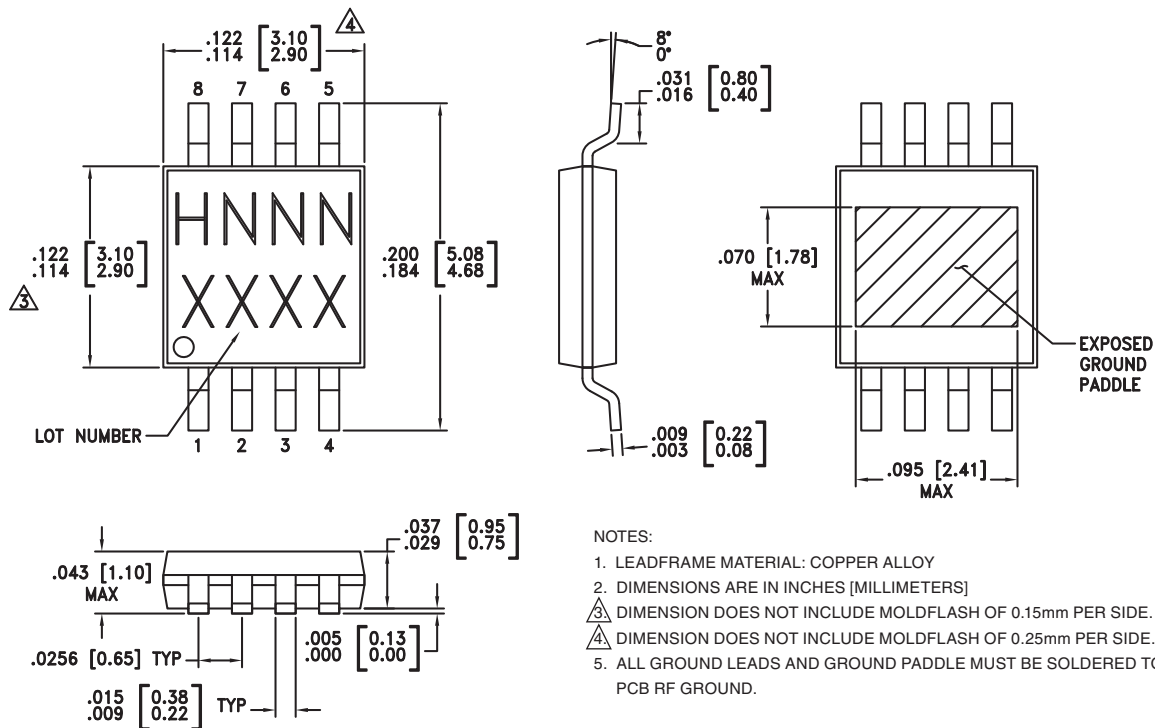 .122 [3.10]
.114 [2.90]
4
8 7 6 5
.122 [3.10]
.114 [2.90]
3
HNNN
XXXX
.200 [5.08]
.184 [4.68]
LOT NUMBER
1 2 3 4
8°
0°
.031 [0.80]
.016 [0.40]
.009 [0.22]
.003 [0.08]
.070 [1.78]
MAX
EXPOSED
GROUND
PADDLE
.095 [2.41]
MAX
.037 [0.95]
.029 [0.75]
.043 [1.10]
MAX
.0256 [0.65] TYP
.005 [0.13]
.000 [0.00]
.015 [0.38]
.009 [0.22]
TYP
NOTES:
1. LEADFRAME MATERIAL: COPPER ALLOY
2. DIMENSIONS ARE IN INCHES [MILLIMETERS]
3. DIMENSION DOES NOT INCLUDE MOLDFLASH OF 0.15mm PER SIDE.
4. DIMENSION DOES NOT INCLUDE MOLDFLASH OF 0.25mm PER SIDE.
5. ALL GROUND LEADS AND GROUND PADDLE MUST BE SOLDERED
PCB RF GROUND.